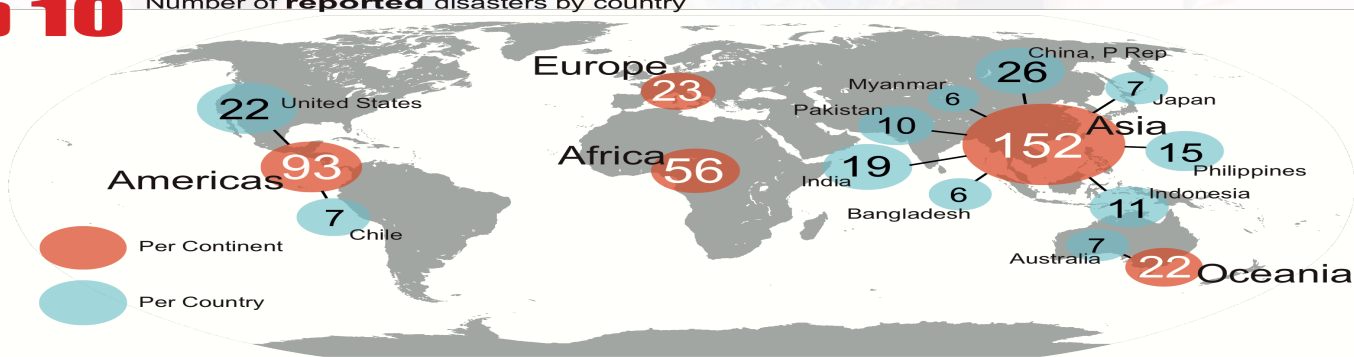 10
Number of reported disasters by country
Europe
23
China, P Rep
26
Myanmar
6
7
Japan
Pakistan
10
22
United States
Asia
152
Africa
56
19
India
15
Philippines
93
Americas
6
Bangladesh
Indonesia
11
7
Chile
7
Australia
22
Oceania
Per Continent
Per Country